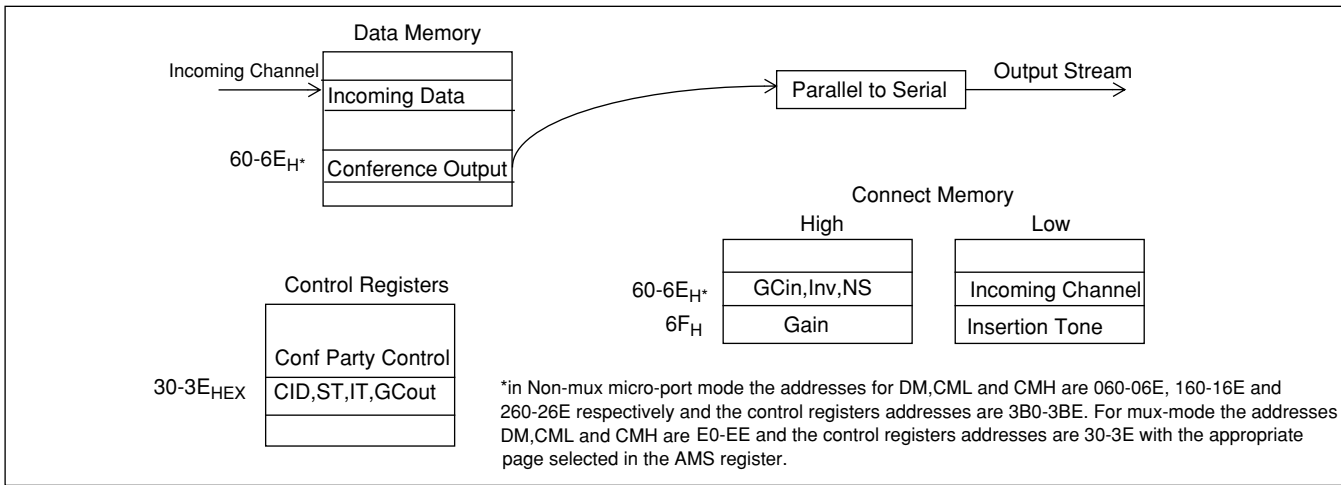 Data Memory
Incoming Channel
Incoming Data
60-6EH*
Conference Output
Parallel to Serial
Output Stream
Connect Memory
High
Low
60-6EH*
GCin,Inv,NS
Incoming Channel
6FH
Gain
Insertion Tone
Control Registers
Conf Party Control
30-3EHEX
CID,ST,IT,GCout
*in Non-mux micro-port mode the addresses for DM,CML and CMH are 060-06E, 160-16E and
260-26E respectively and the control registers addresses are 3B0-3BE. For mux-mode the addresses
DM,CML and CMH are E0-EE and the control registers addresses are 30-3E with the appropriate
page selected in the AMS register.